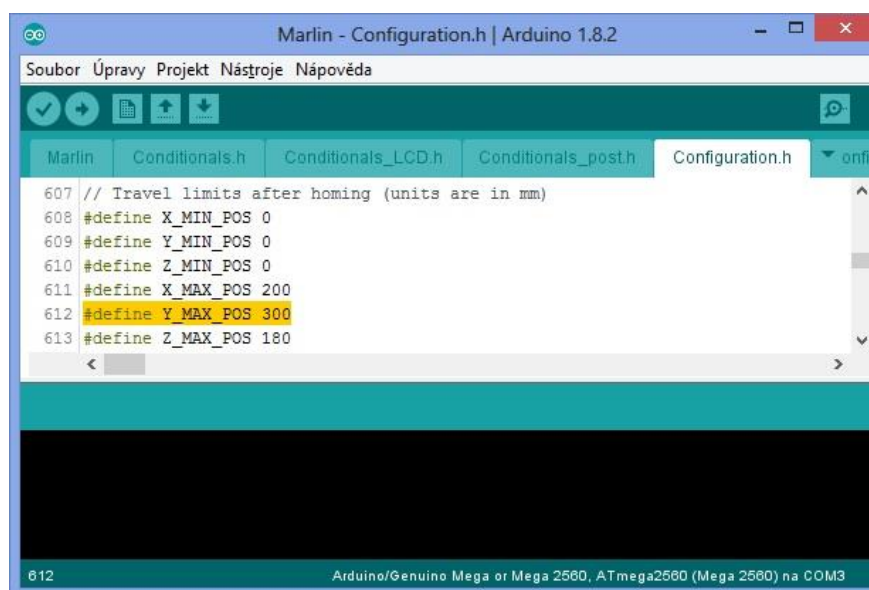 Marlin - Configuration.h | Arduino 1.8.2
Soubor Úpravy Projekt Nástroje Nápověda
Marlin Conditionals.h Conditionals_LCD.h Conditionals_post.h Configuration.h onfi
607 // Travel limits after homing (units are in mm)
608 #define X_MIN_POS 0
609 #define Y_MIN_POS 0
610 #define Z_MIN_POS 0
611 #define X_MAX_POS 200
612 #define Y_MAX_POS 300
613 #define Z_MAX_POS 180
612 Arduino/Genuino Mega or Mega 2560, ATmega2560 (Mega 2560) na COM3